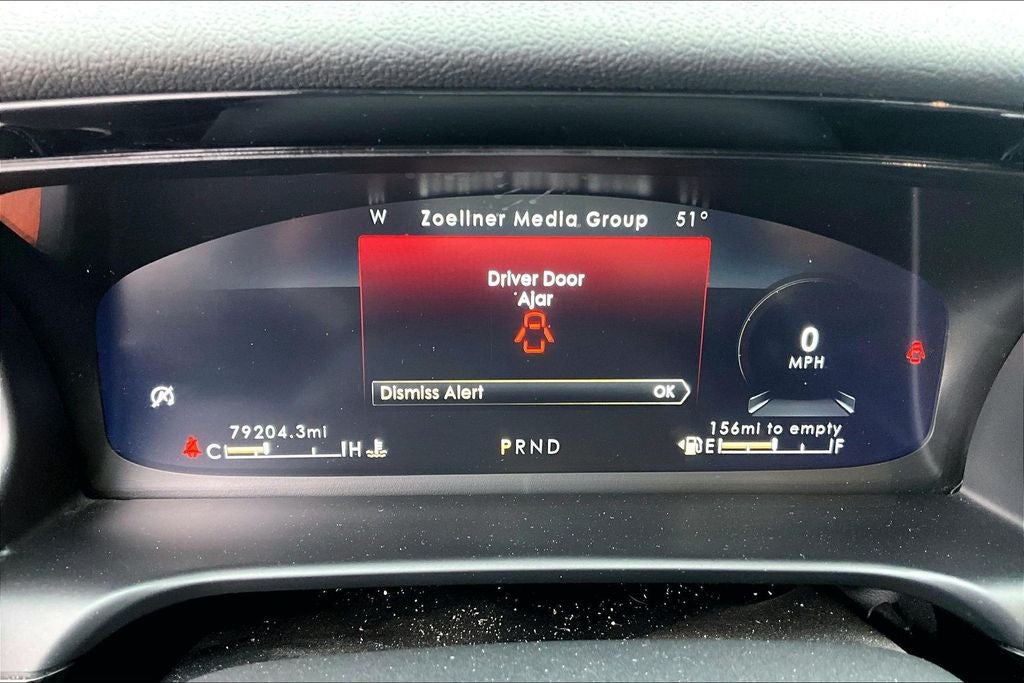 W Zoellner Media Group 51°
Driver Door
Ajar
0
MPH
Dismiss Alert OK
79204.3mi
156mi to empty
C H
PRND
E F